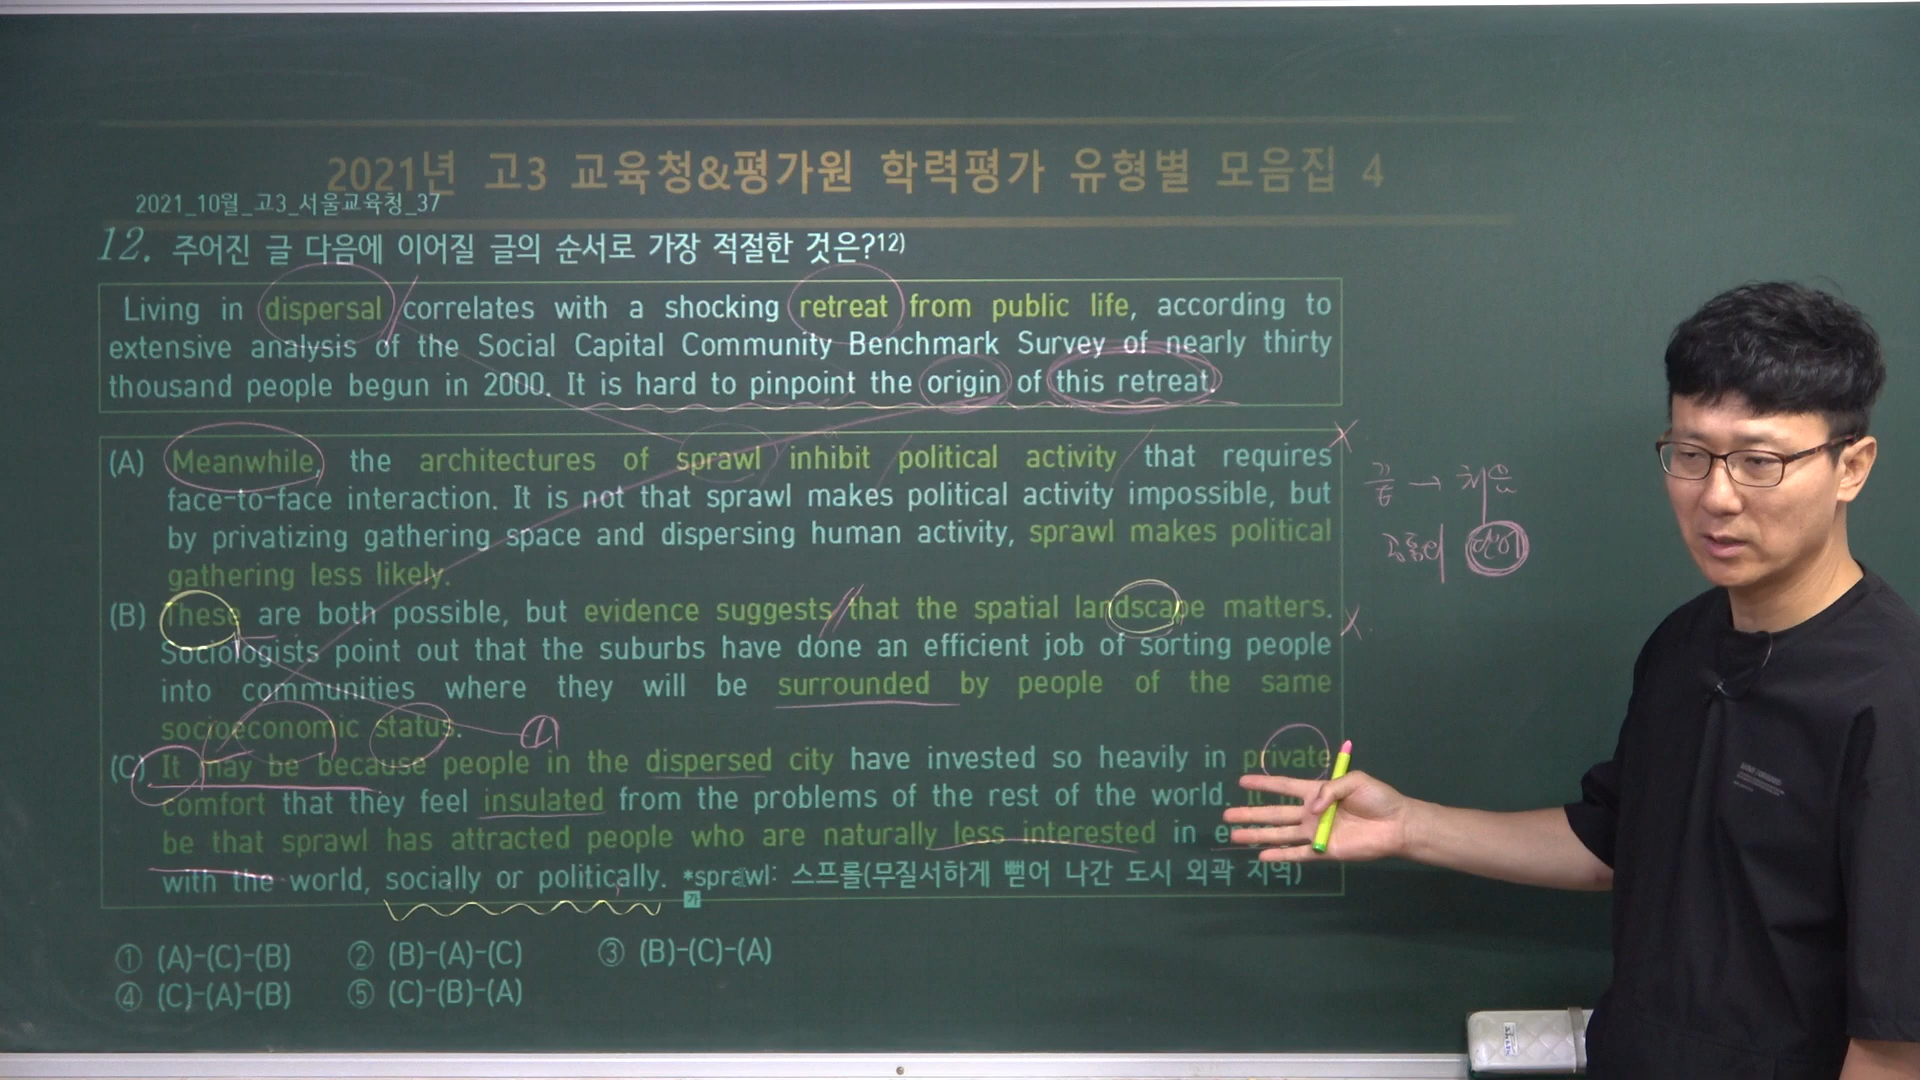 2021년 고3 교육청&평가원 학력평가 유형별 모음집 4
2021_10월_고3_서울교육청_37
12. 주어진 글 다음에 이어질 글의 순서로 가장 적절한 것은?12)
Living in dispersal correlates with a shocking retreat from public life, according to
extensive analysis of the Social Capital Community Benchmark Survey of nearly thirty
thousand people begun in 2000. It is hard to pinpoint the origin of this retreat.
(A) Meanwhile, the architectures of sprawl inhibit political activity that requires
face-to-face interaction. It is not that sprawl makes political activity impossible, but
by privatizing gathering space and dispersing human activity, sprawl makes political
gathering less likely.
끝 → 처음
공통의 단어
(B) These are both possible, but evidence suggests that the spatial landscape matters.
Sociologists point out that the suburbs have done an efficient job of sorting people
into communities where they will be surrounded by people of the same
socioeconomic status.
(C) It may be because people in the dispersed city have invested so heavily in private
comfort that they feel insulated from the problems of the rest of the world. It
be that sprawl has attracted people who are naturally less interested in
with the world, socially or politically. *sprawl: 스프롤(무질서하게 뻗어 나간 도시 외곽 지역)
가
① (A)-(C)-(B) ② (B)-(A)-(C) ③ (B)-(C)-(A)
④ (C)-(A)-(B) ⑤ (C)-(B)-(A)